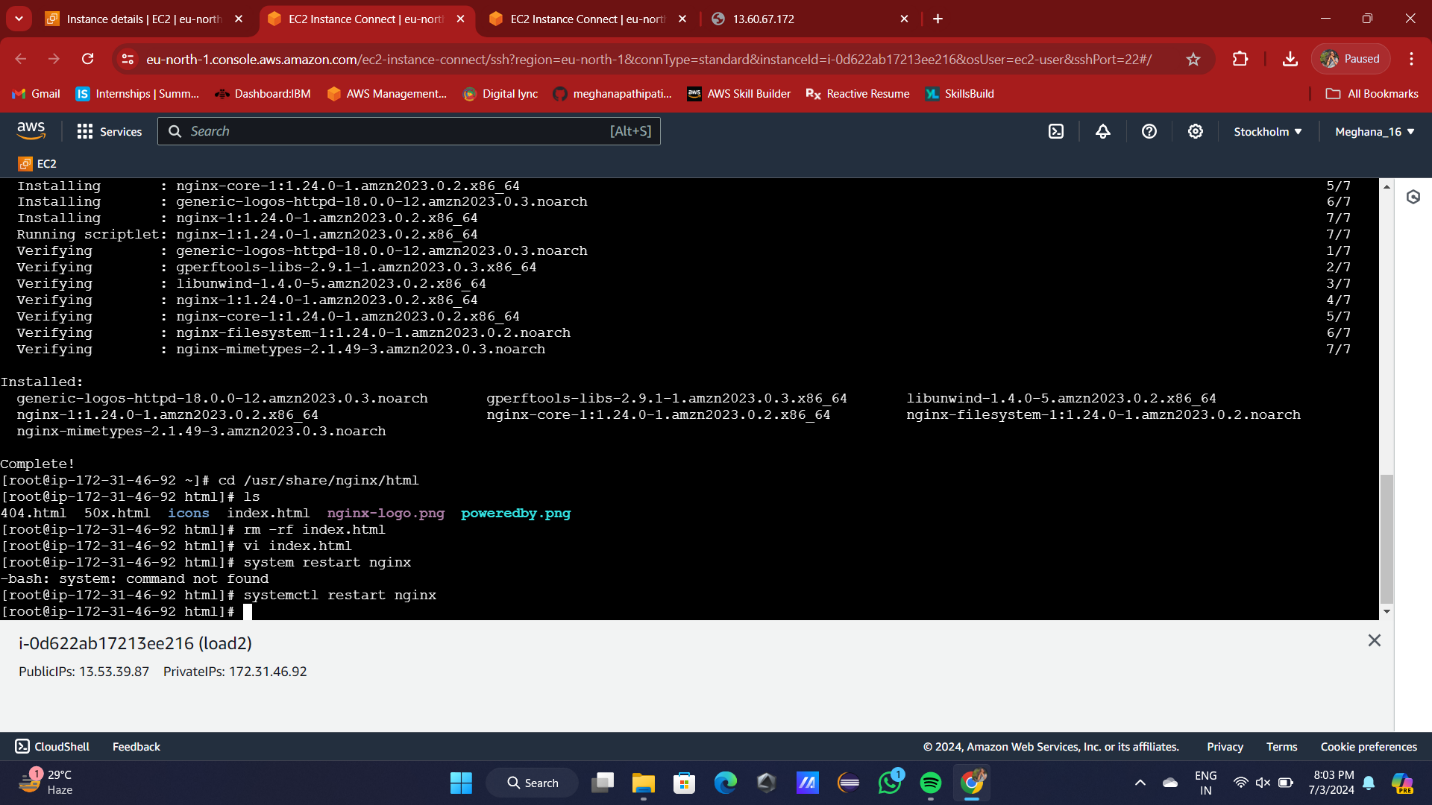 Instance details | EC2 | eu-north
EC2 Instance Connect | eu-north
EC2 Instance Connect | eu-north
13.60.67.172
eu-north-1.console.aws.amazon.com/ec2-instance-connect/ssh?region=eu-north-1&connType=standard&instanceId=i-0d622ab17213ee216&osUser=ec2-user&sshPort=22#/
Paused
Gmail
Internships | Summ...
Dashboard:IBM
AWS Management...
Digital lync
meghanapathipati...
AWS Skill Builder
Reactive Resume
SkillsBuild
All Bookmarks
aws
Services
Search
[Alt+S]
Stockholm
Meghana_16
EC2
Installing : nginx-core-1:1.24.0-1.amzn2023.0.2.x86_64 5/7
Installing : generic-logos-httpd-18.0.0-12.amzn2023.0.3.noarch 6/7
Installing : nginx-1:1.24.0-1.amzn2023.0.2.x86_64 7/7
Running scriptlet: nginx-1:1.24.0-1.amzn2023.0.2.x86_64 7/7
Verifying : generic-logos-httpd-18.0.0-12.amzn2023.0.3.noarch 1/7
Verifying : gperftools-libs-2.9.1-1.amzn2023.0.3.x86_64 2/7
Verifying : libunwind-1.4.0-5.amzn2023.0.2.x86_64 3/7
Verifying : nginx-1:1.24.0-1.amzn2023.0.2.x86_64 4/7
Verifying : nginx-core-1:1.24.0-1.amzn2023.0.2.x86_64 5/7
Verifying : nginx-filesystem-1:1.24.0-1.amzn2023.0.2.noarch 6/7
Verifying : nginx-mimetypes-2.1.49-3.amzn2023.0.3.noarch 7/7
Installed:
generic-logos-httpd-18.0.0-12.amzn2023.0.3.noarch gperftools-libs-2.9.1-1.amzn2023.0.3.x86_64 libunwind-1.4.0-5.amzn2023.0.2.x86_64
nginx-1:1.24.0-1.amzn2023.0.2.x86_64 nginx-core-1:1.24.0-1.amzn2023.0.2.x86_64 nginx-filesystem-1:1.24.0-1.amzn2023.0.2.noarch
nginx-mimetypes-2.1.49-3.amzn2023.0.3.noarch
Complete!
[root@ip-172-31-46-92 ~]# cd /usr/share/nginx/html
[root@ip-172-31-46-92 html]# ls
404.html 50x.html icons index.html nginx-logo.png poweredby.png
[root@ip-172-31-46-92 html]# rm -rf index.html
[root@ip-172-31-46-92 html]# vi index.html
[root@ip-172-31-46-92 html]# system restart nginx
-bash: system: command not found
[root@ip-172-31-46-92 html]# systemctl restart nginx
[root@ip-172-31-46-92 html]#
i-0d622ab17213ee216 (load2)
PublicIPs: 13.53.39.87 PrivateIPs: 172.31.46.92
CloudShell
Feedback
© 2024, Amazon Web Services, Inc. or its affiliates.
Privacy
Terms
Cookie preferences
1
29°C
Haze
Search
1
ENG
IN
8:03 PM
7/3/2024
PRE